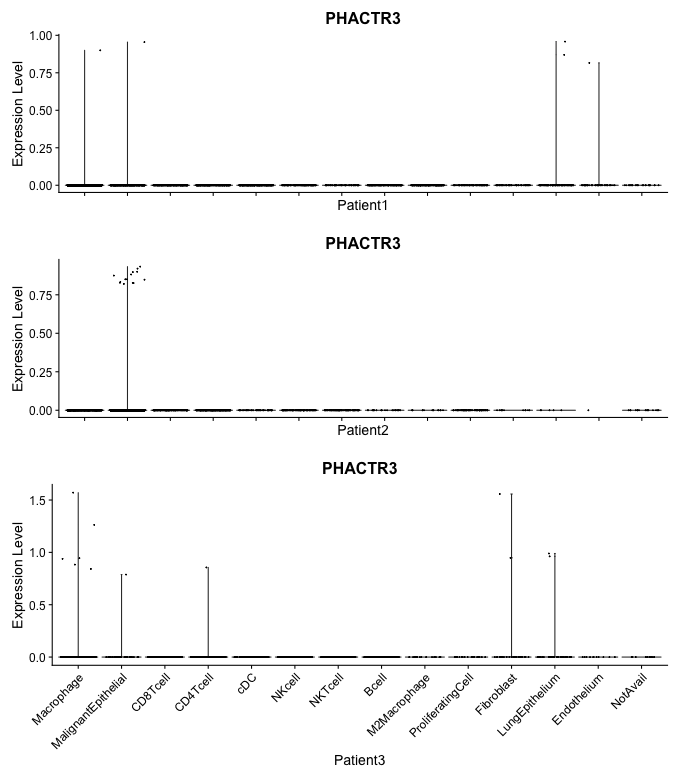 PHACTR3
1.00
0.75
0.50
0.25
0.00
Expression Level
Patient1
PHACTR3
0.75
0.50
0.25
0.00
Expression Level
Patient2
PHACTR3
1.5
1.0
0.5
0.0
Expression Level
Macrophage
MalignantEpithelial
CD8Tcell
CD4Tcell
cDC
NKcell
NKTcell
Bcell
M2Macrophage
ProliferatingCell
Fibroblast
LungEpithelium
Endothelium
NotAvail
Patient3